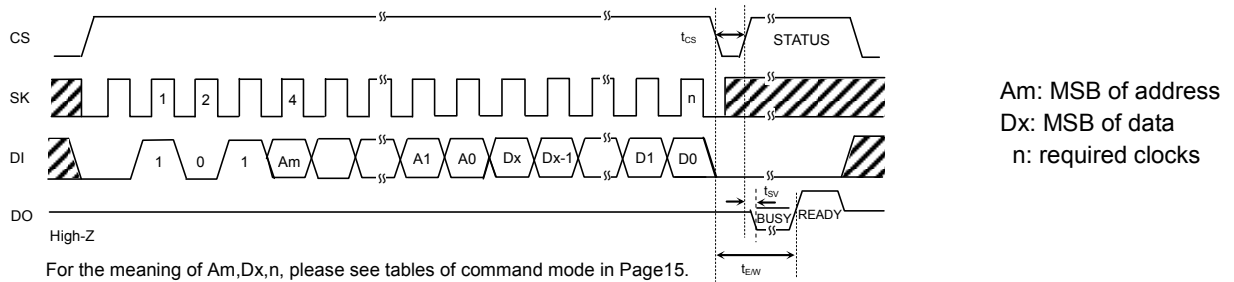 CS tCS STATUS
SK 1 2 4 n
DI 1 0 1 Am A1 A0 Dx Dx-1 D1 D0
tSV
DO BUSY READY
High-Z
tE/W
For the meaning of Am,Dx,n, please see tables of command mode in Page15.
Am: MSB of address
Dx: MSB of data
n: required clocks